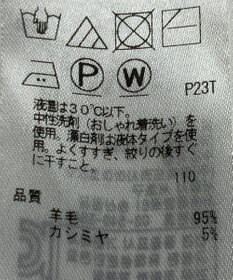 P W
P23T
液温は30℃以下。
中性洗剤(おしゃれ着洗い)を
使用。漂白剤は液体タイプを使
用。よくすすぎ、絞りの後すぐ
に干すこと。
110
品質
羊毛 95%
カシミヤ 5%